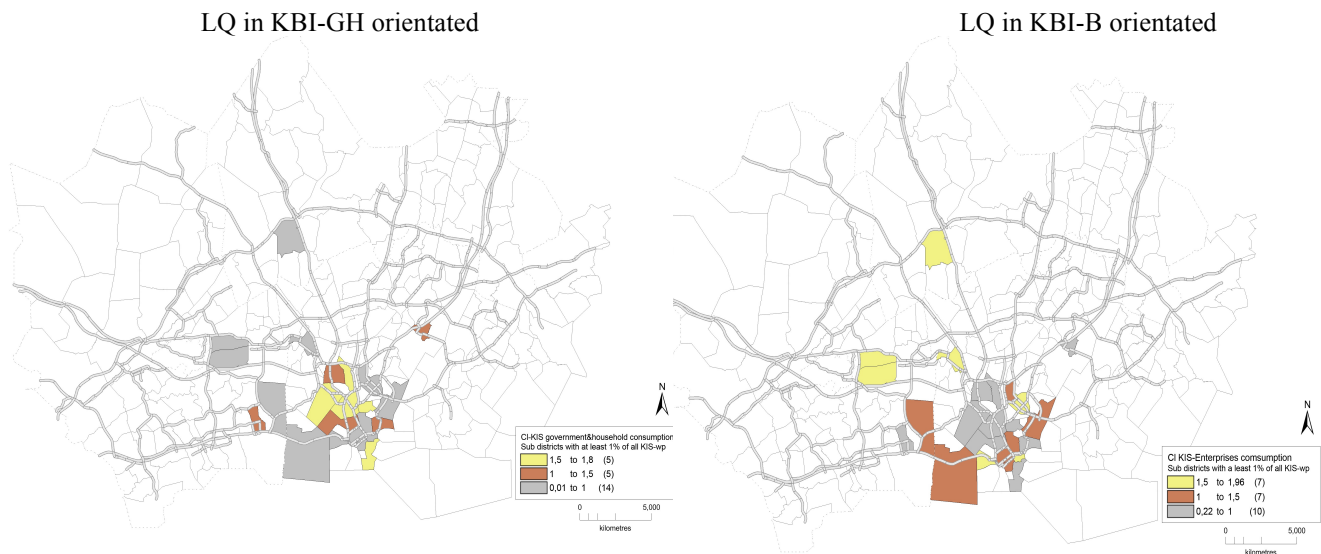 LQ in KBI-GH orientated
LQ in KBI-B orientated
N
CI-KIS government&household consumption
Sub districts with at least 1% of all KIS-wp
1,5 to 1,8 (5)
1 to 1,5 (5)
0,01 to 1 (14)
0 5,000
kilometres
N
CI KIS-Enterprises comsumption
Sub districts with a least 1% of all KIS-wp
1,5 to 1,96 (7)
1 to 1,5 (7)
0,22 to 1 (10)
0 5,000
kilometres